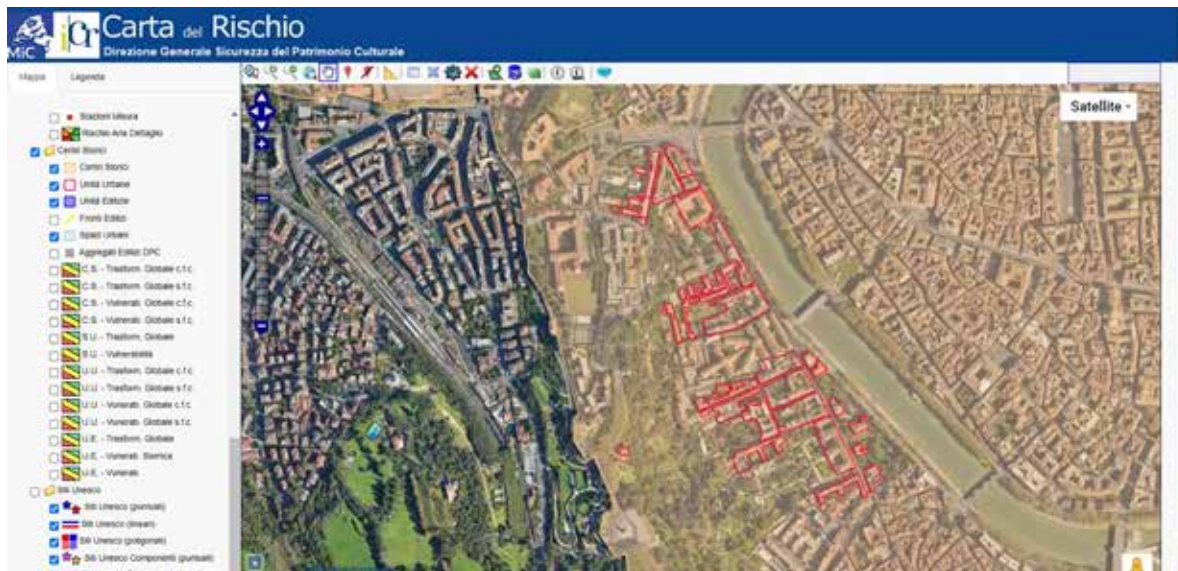 MiC
iCr
Carta del Rischio
Direzione Generale Sicurezza del Patrimonio Culturale
Mappa Legenda
Satellite
Stazioni Misura
Rischio Aria Dettaglio
Centri Storici
Centri Storici
Unità Urbane
Unità Edilizie
Fronti Edilizi
Spazi Urbani
Aggregati Edilizi DPC
C.S. - Trasform. Globale c.f.c.
C.S. - Trasform. Globale s.f.c.
C.S. - Vulnerab. Globale c.f.c.
C.S. - Vulnerab. Globale s.f.c.
S.U. - Trasform. Globale
S.U. - Vulnerabilità
U.U. - Trasform. Globale c.f.c.
U.U. - Trasform. Globale s.f.c.
U.U. - Vulnerab. Globale c.f.c.
U.U. - Vulnerab. Globale s.f.c.
U.E. - Trasform. Globale
U.E. - Vulnerab. Sismica
U.E. - Vulnerab.
Siti Unesco
Siti Unesco (puntuali)
Siti Unesco (lineari)
Siti Unesco (poligonali)
Siti Unesco Componenti (puntuali)